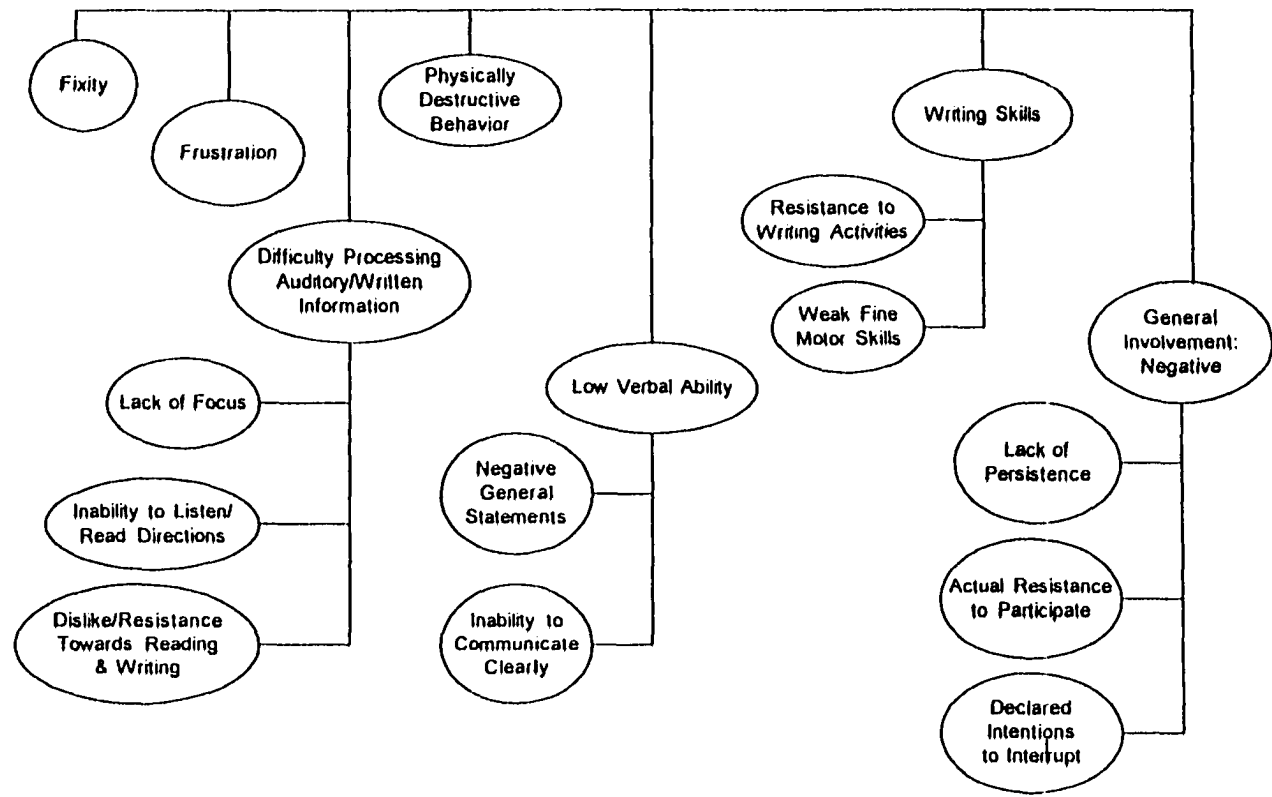 Fixity
Frustration
Difficulty Processing
Auditory/Written
Information
Lack of Focus
Inability to Listen/
Read Directions
Dislike/Resistance
Towards Reading
& Writing
Physically
Destructive
Behavior
Low Verbal Ability
Negative
General
Statements
Inability to
Communicate
Clearly
Writing Skills
Resistance to
Writing Activities
Weak Fine
Motor Skills
General
Involvement:
Negative
Lack of
Persistence
Actual Resistance
to Participate
Declared
Intentions
to Interrupt